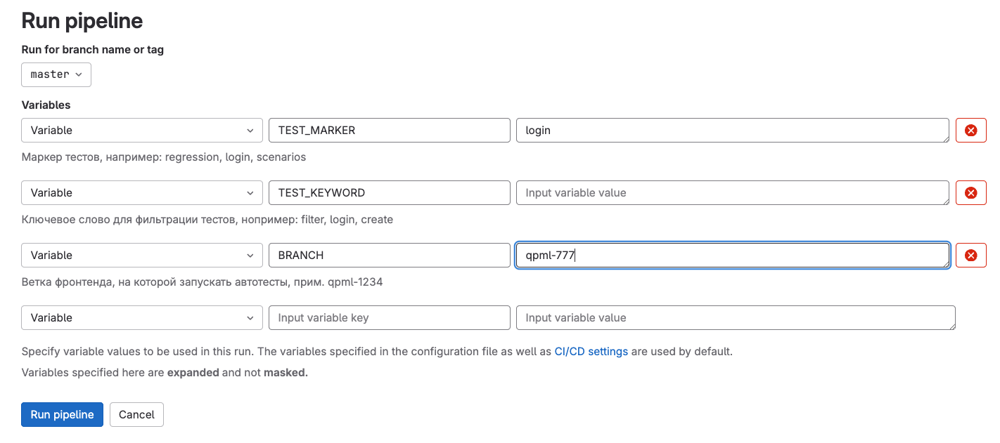 Run pipeline
Run for branch name or tag
master
Variables
Variable TEST_MARKER login
Маркер тестов, например: regression, login, scenarios
Variable TEST_KEYWORD Input variable value
Ключевое слово для фильтрации тестов, нопример: filter, login, create
Variable BRANCH qpml-777
Ветка фронтенда, на которой запускать автотесты, прим. qpml-1234
Variable Input variable key Input variable value
Specify variable values to be used in this run. The variables specified in the configuration file as well as CI/CD settings are used by default.
Variables specified here are expanded and not masked.
Run pipeline Cancel